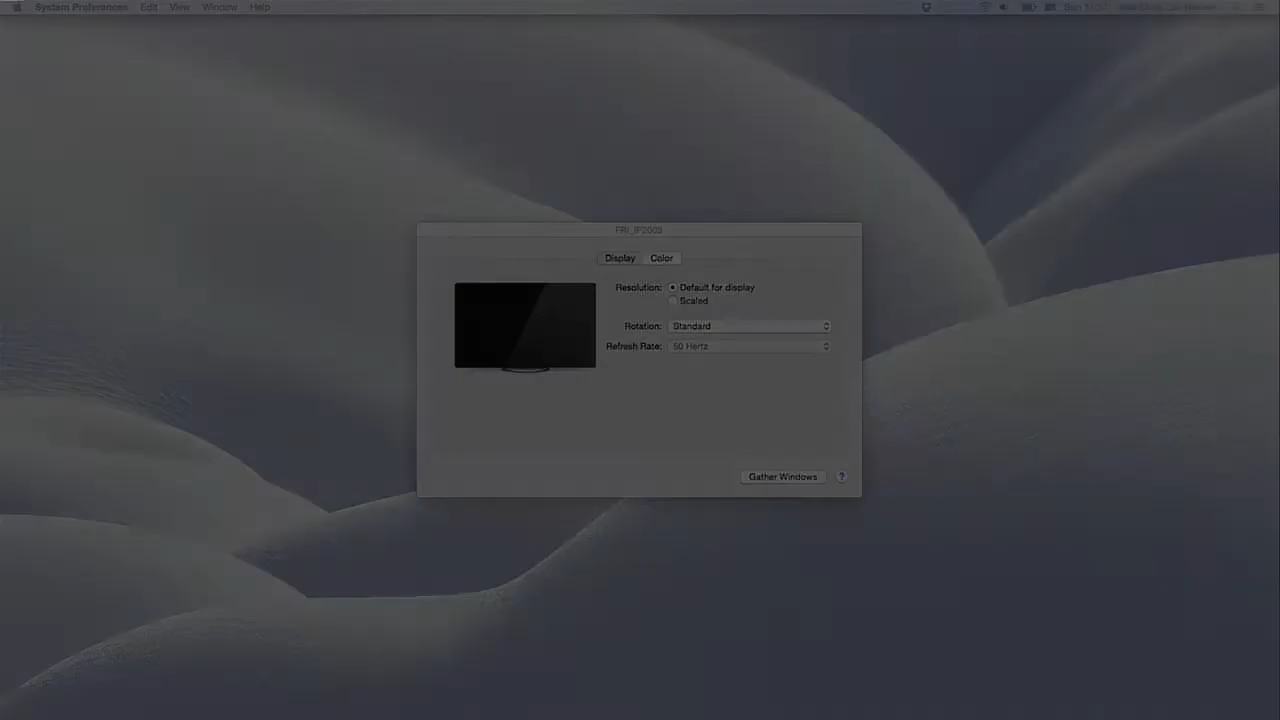 System Preferences Edit View Window Help
Display Color
Resolution: Default for display
Scaled
Rotation: Standard
Refresh Rate: 50 Hertz
Gather Windows ?